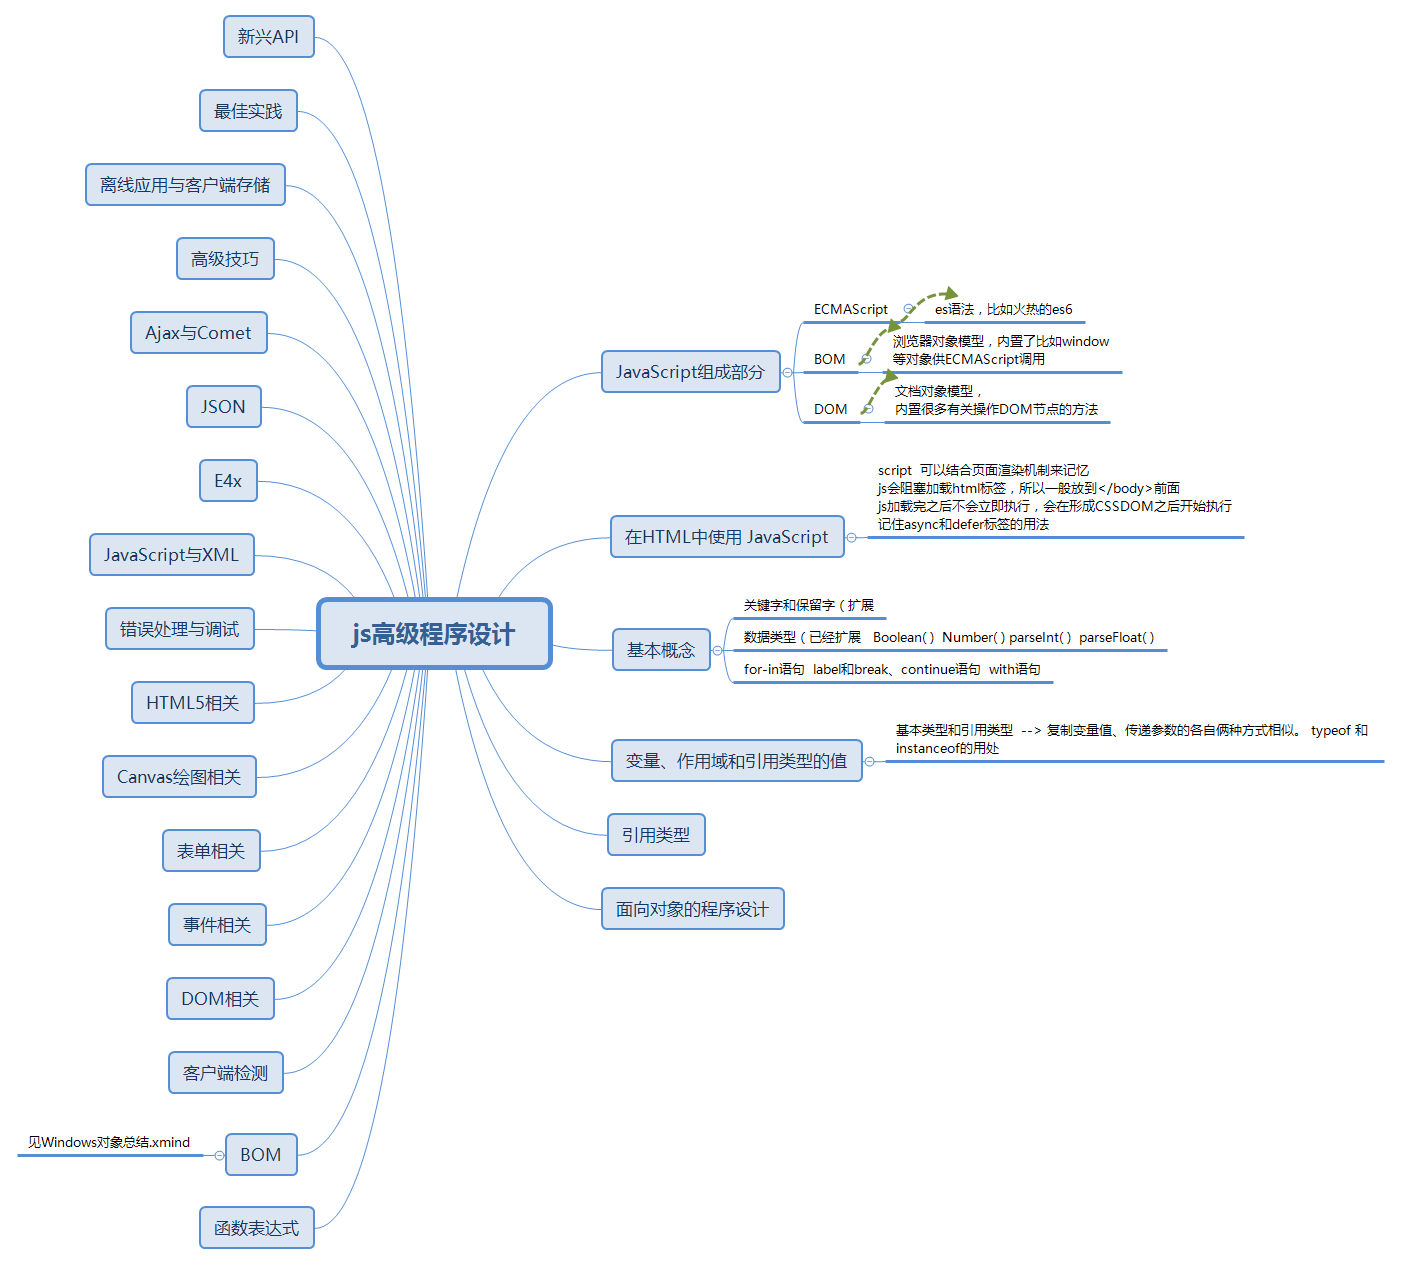 js高级程序设计
JavaScript组成部分
ECMAScript
es语法，比如火热的es6
BOM
浏览器对象模型，内置了比如window
等对象供ECMAScript调用
DOM
文档对象模型，
内置很多有关操作DOM节点的方法
在HTML中使用 JavaScript
script  可以结合页面渲染机制来记忆
js会阻塞加载html标签，所以一般放到</body>前面
js加载完之后不会立即执行，会在形成CSSDOM之后开始执行
记住async和defer标签的用法
基本概念
关键字和保留字（扩展
数据类型（已经扩展   Boolean( )  Number( ) parseInt( )  parseFloat( )
for-in语句  label和break、continue语句  with语句
变量、作用域和引用类型的值
基本类型和引用类型  --> 复制变量值、传递参数的各自俩种方式相似。 typeof 和
instanceof的用处
引用类型
面向对象的程序设计
新兴API
最佳实践
离线应用与客户端存储
高级技巧
Ajax与Comet
JSON
E4x
JavaScript与XML
错误处理与调试
HTML5相关
Canvas绘图相关
表单相关
事件相关
DOM相关
客户端检测
BOM
见Windows对象总结.xmind
函数表达式